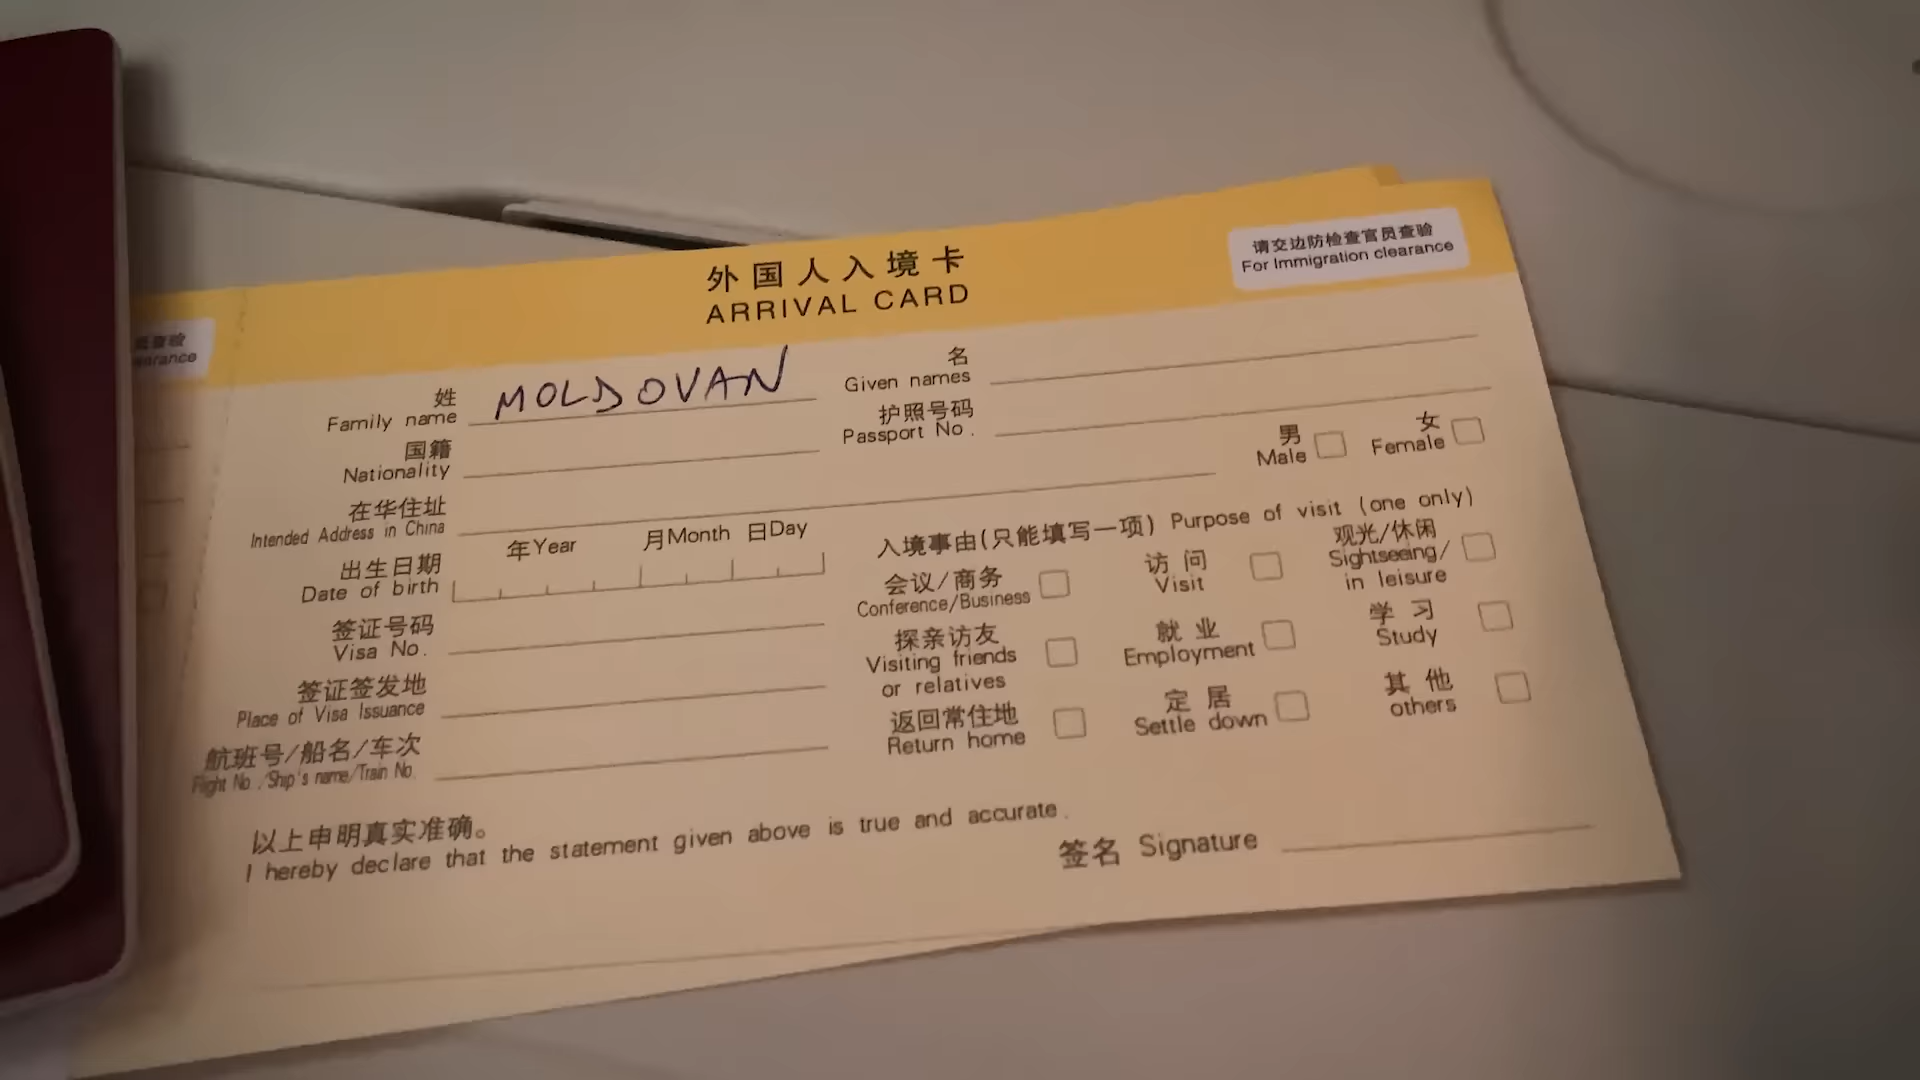 外国人入境卡
ARRIVAL CARD
请交边防检查官员查验
For Immigration clearance
查验
earance
姓
Family name MOLDOVAN
名
Given names
国籍
Nationality
护照号码
Passport No.
男
Male
女
Female
在华住址
Intended Address in China
出生日期
Date of birth
年Year 月Month 日Day
签证号码
Visa No.
签证签发地
Place of Visa Issuance
航班号/船名/车次
Flight No./Ship's name/Train No.
入境事由(只能填写一项) Purpose of visit (one only)
会议/商务
Conference/Business
访问
Visit
观光/休闲
Sightseeing/
in leisure
探亲访友
Visiting friends
or relatives
就业
Employment
学习
Study
返回常住地
Return home
定居
Settle down
其他
others
以上申明真实准确。
I hereby declare that the statement given above is true and accurate.
签名 Signature